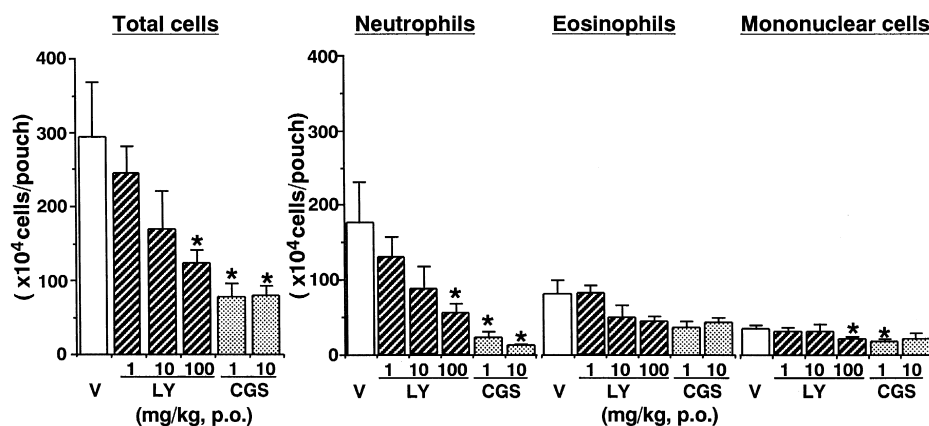 Total cells
Neutrophils
Eosinophils
Mononuclear cells
( x10⁴cells/pouch)
400
300
200
100
0
( x10⁴cells/pouch)
400
300
200
100
0
* * *
* * *
* *
1 10 100 1 10
V LY CGS
(mg/kg, p.o.)
1 10 100 1 10
V LY CGS
1 10 100 1 10
V LY CGS
1 10 100 1 10
V LY CGS
(mg/kg, p.o.)